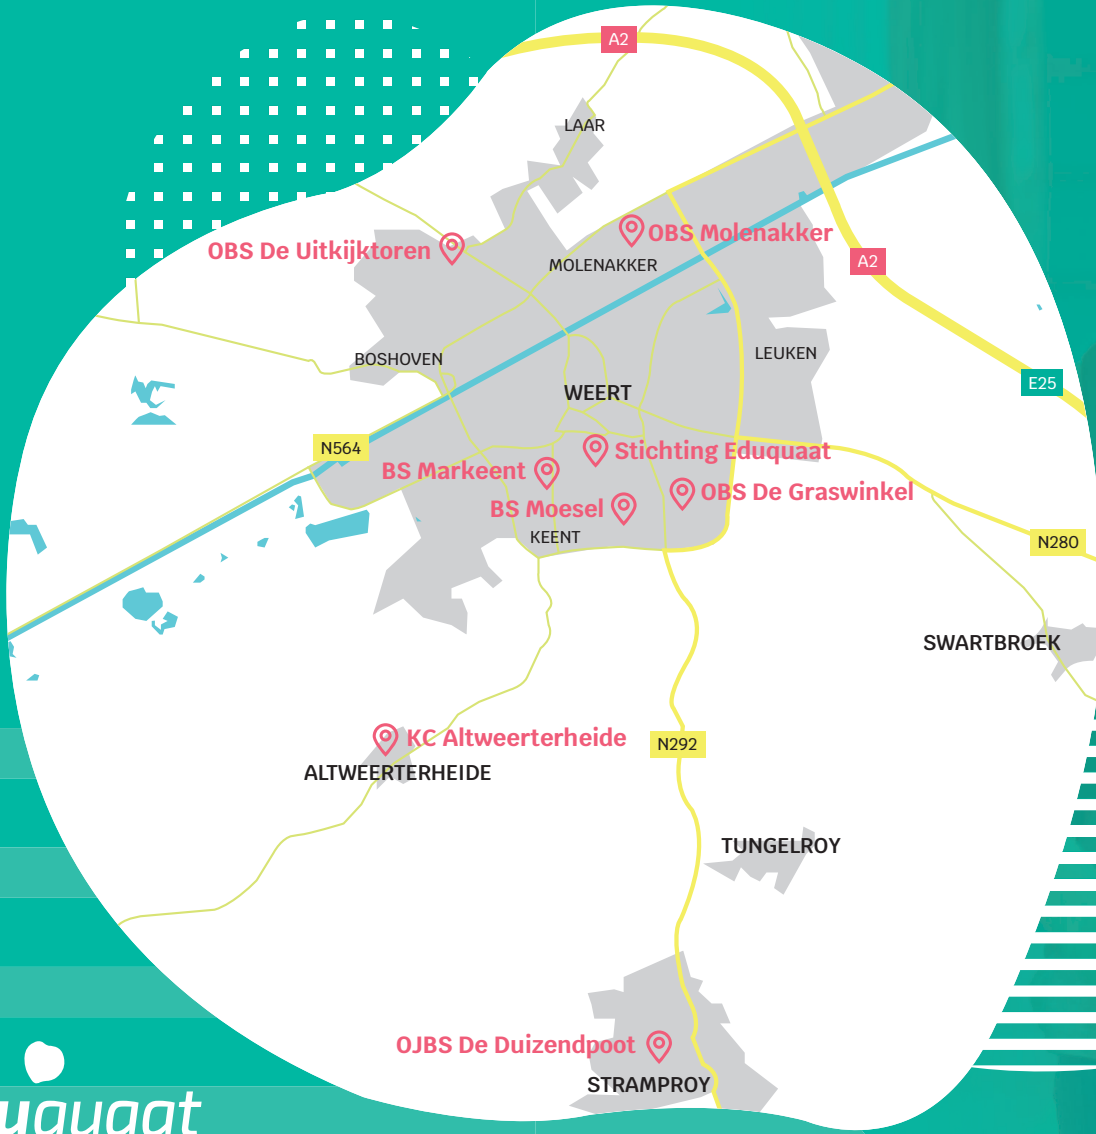 A2
LAAR
OBS De Uitkijktoren
OBS Molenakker
MOLENAKKER
A2
BOSHOVEN
LEUKEN
E25
WEERT
N564
Stichting Eduquaat
BS Markeent
OBS De Graswinkel
BS Moesel
KEENT
N280
SWARTBROEK
KC Altweerterheide
N292
ALTWEERTERHEIDE
TUNGELROY
OJBS De Duizendpoot
STRAMPROY
uquaat